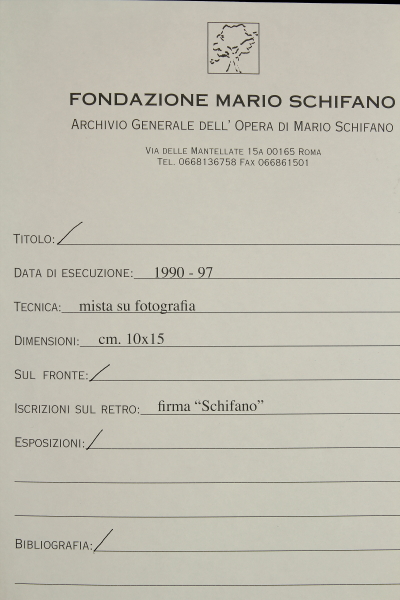 FONDAZIONE MARIO SCHIFANO
ARCHIVIO GENERALE DELL' OPERA DI MARIO SCHIFANO
VIA DELLE MANTELLATE 15A 00165 ROMA
TEL. 0668136758 FAX 066861501
TITOLO: /
DATA DI ESECUZIONE: 1990 - 97
TECNICA: mista su fotografia
DIMENSIONI: cm. 10x15
SUL FRONTE: /
ISCRIZIONI SUL RETRO: firma “Schifano”
ESPOSIZIONI: /
BIBLIOGRAFIA: /